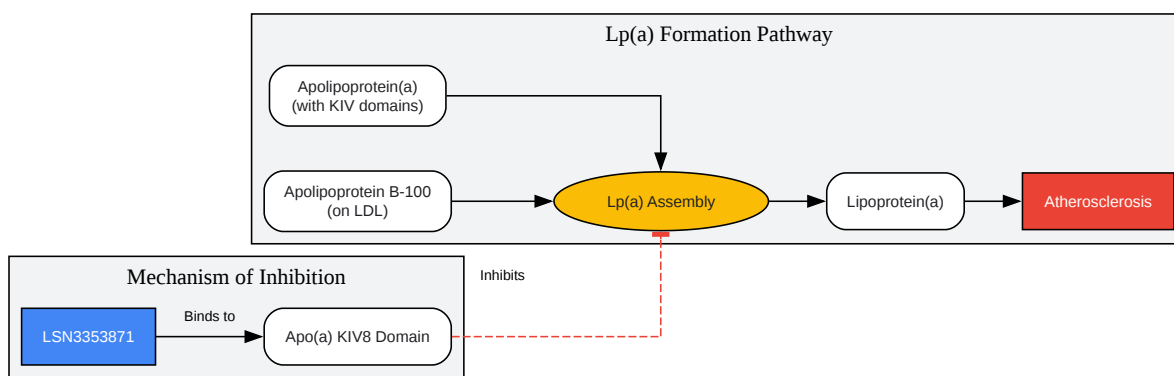 Lp(a) Formation Pathway
Apolipoprotein(a)
(with KIV domains)
Apolipoprotein B-100
(on LDL)
Lp(a) Assembly
Lipoprotein(a)
Atherosclerosis
Mechanism of Inhibition
Inhibits
LSN3353871
Binds to
Apo(a) KIV8 Domain